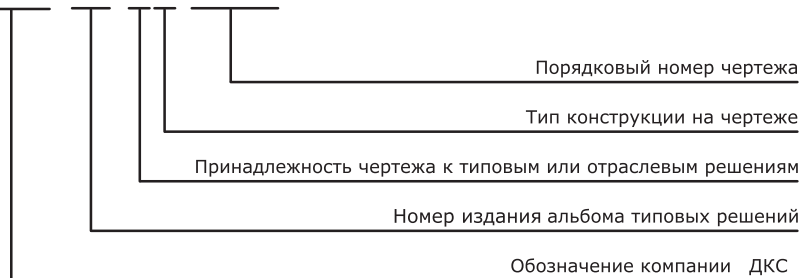 Порядковый номер чертежа
Тип конструкции на чертеже
Принадлежность чертежа к типовым или отраслевым решениям
Номер издания альбома типовых решений
Обозначение компании ДКС